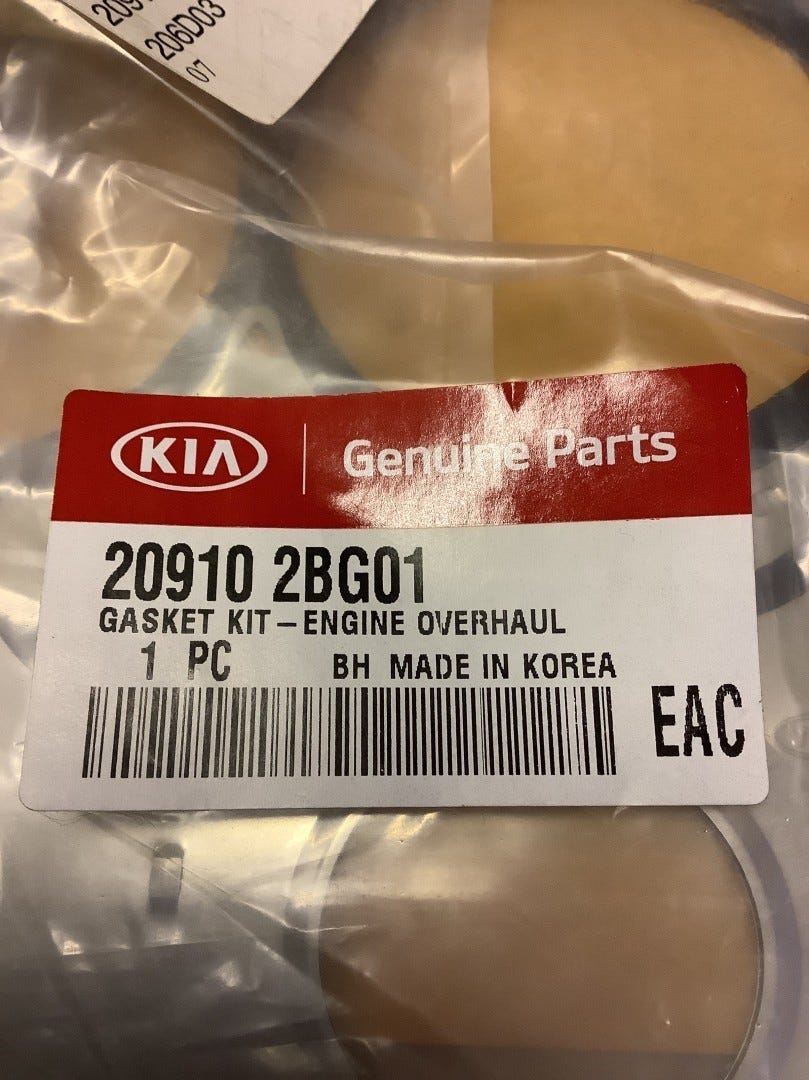 206D03
07
KIA Genuine Parts
20910 2BG01
GASKET KIT-ENGINE OVERHAUL
1 PC BH MADE IN KOREA
EAC